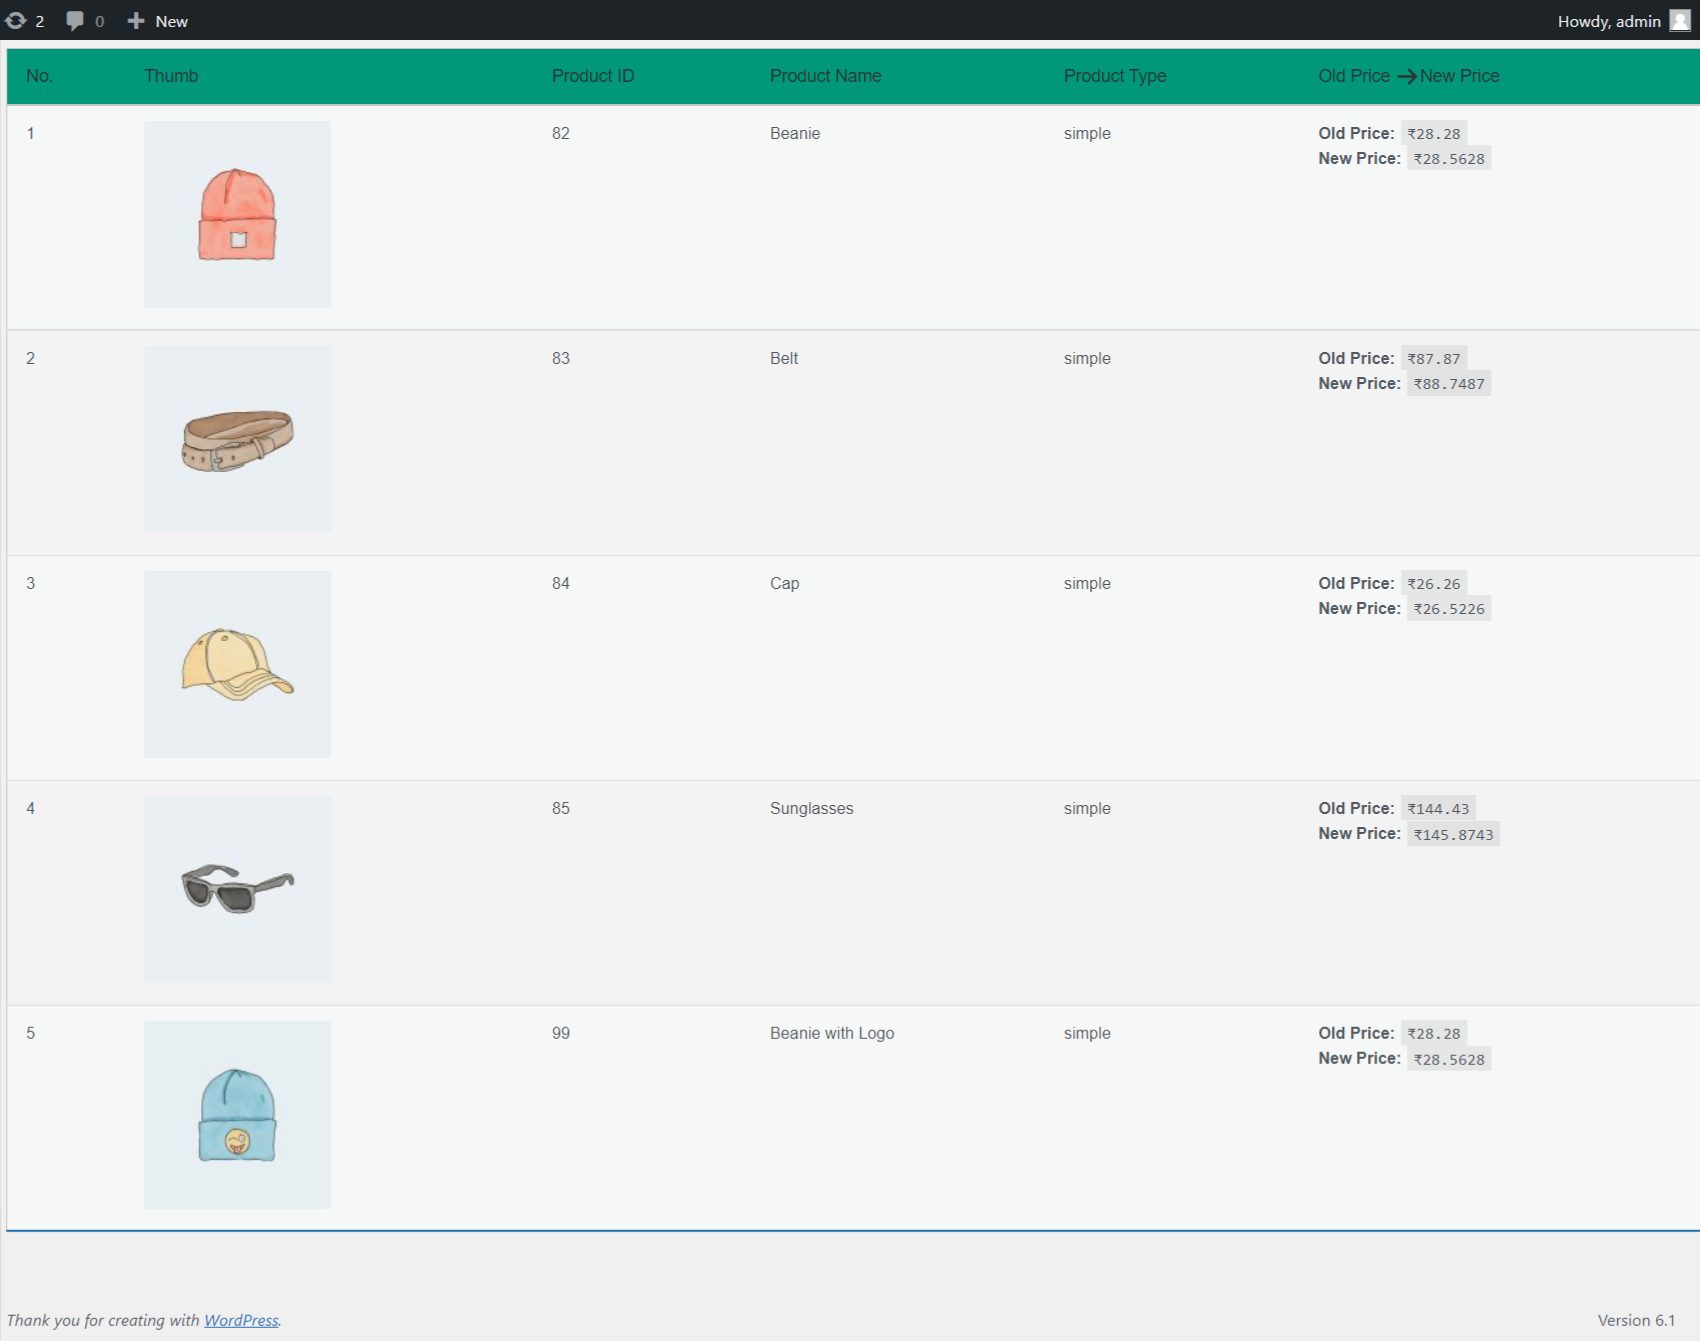 2 0 New Howdy, admin
No. Thumb Product ID Product Name Product Type Old Price → New Price
1 82 Beanie simple Old Price: ₹28.28
New Price: ₹28.5628
2 83 Belt simple Old Price: ₹87.87
New Price: ₹88.7487
3 84 Cap simple Old Price: ₹26.26
New Price: ₹26.5226
4 85 Sunglasses simple Old Price: ₹144.43
New Price: ₹145.8743
5 99 Beanie with Logo simple Old Price: ₹28.28
New Price: ₹28.5628
Thank you for creating with WordPress. Version 6.1